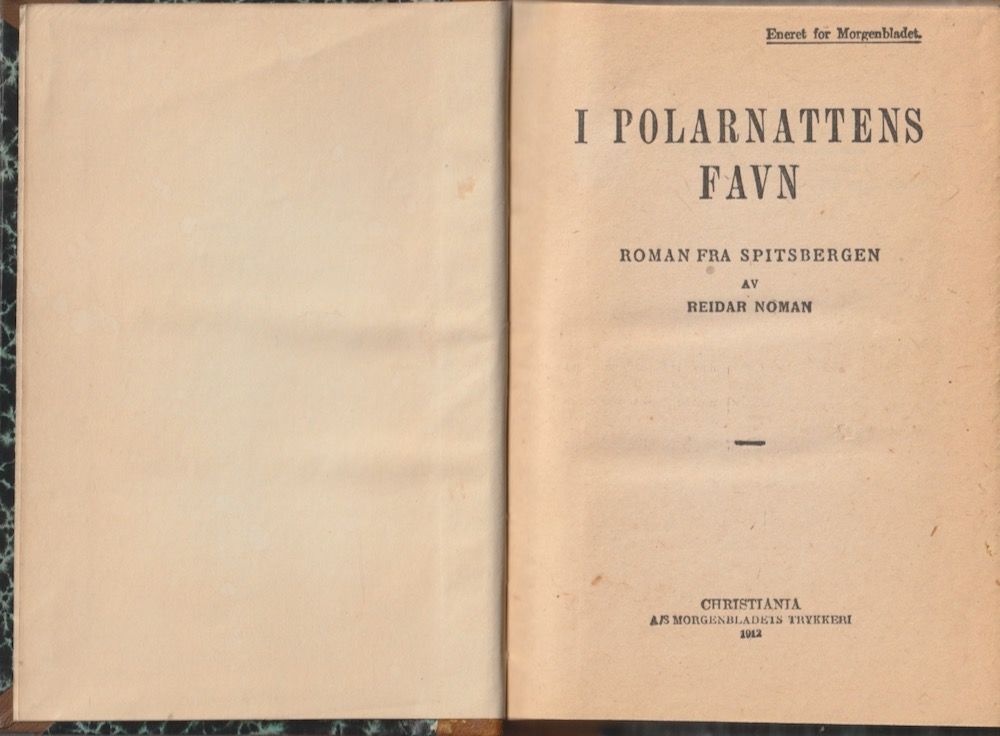 Eneret for Morgenbladet.
I POLARNATTENS
FAVN
ROMAN FRA SPITSBERGEN
AV
REIDAR NOMAN
CHRISTIANIA
A/S MORGENBLADETS TRYKKERI
1912